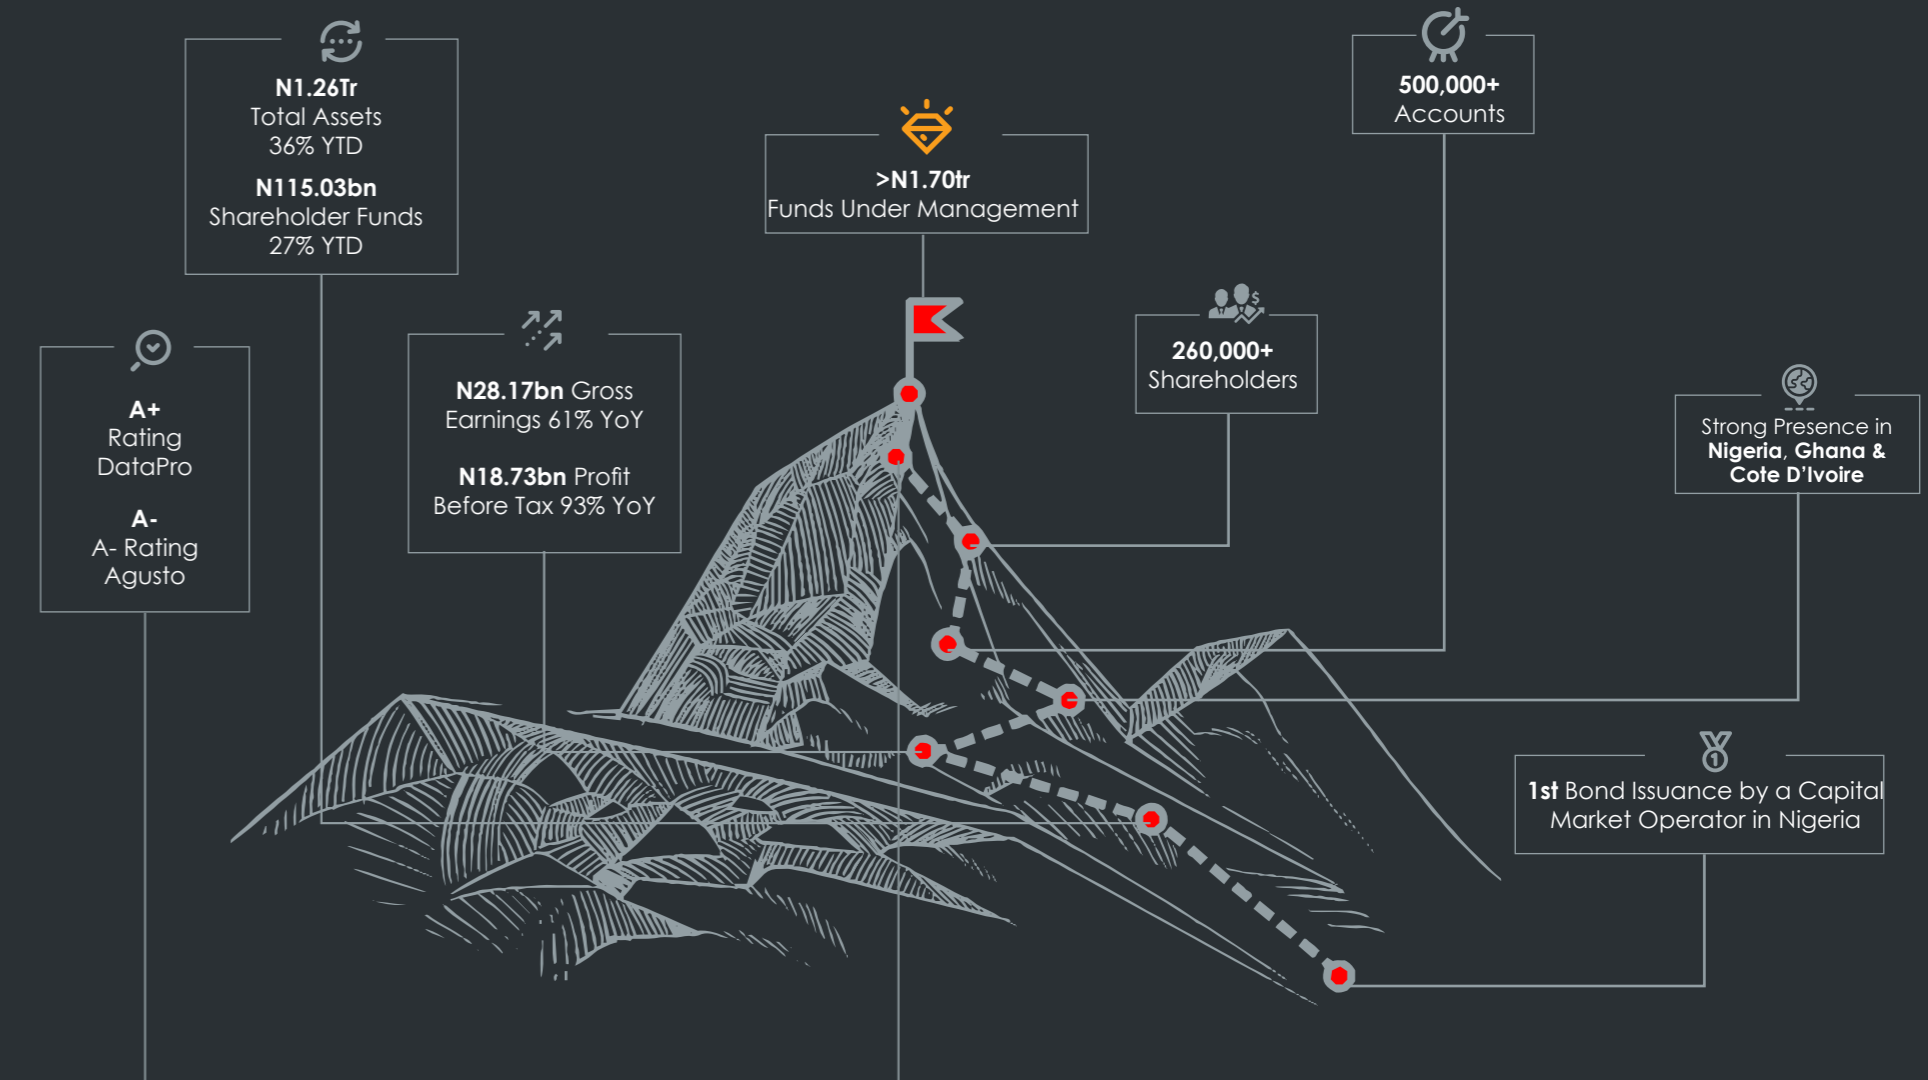 N1.26Tr
Total Assets
36% YTD
N115.03bn
Shareholder Funds
27% YTD
500,000+
Accounts
>N1.70tr
Funds Under Management
A+
Rating
DataPro
A-
A- Rating
Agusto
N28.17bn Gross
Earnings 61% YoY
N18.73bn Profit
Before Tax 93% YoY
$
260,000+
Shareholders
Strong Presence in
Nigeria, Ghana &
Cote D'Ivoire
1
1st Bond Issuance by a Capital
Market Operator in Nigeria